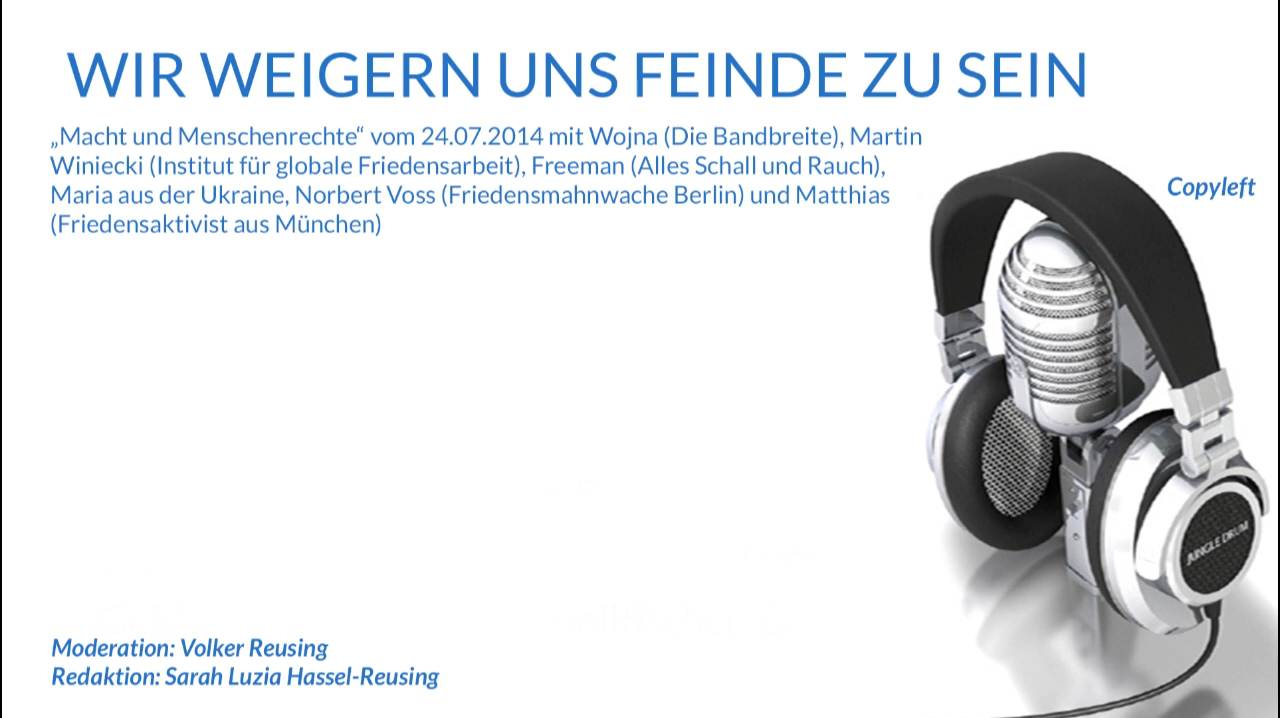 WIR WEIGERN UNS FEINDE ZU SEIN
„Macht und Menschenrechte“ vom 24.07.2014 mit Wojna (Die Bandbreite), Martin
Winiecki (Institut für globale Friedensarbeit), Freeman (Alles Schall und Rauch),
Maria aus der Ukraine, Norbert Voss (Friedensmahnwache Berlin) und Matthias
(Friedensaktivist aus München)
Copyleft
JUNGLE DRUM
Moderation: Volker Reusing
Redaktion: Sarah Luzia Hassel-Reusing